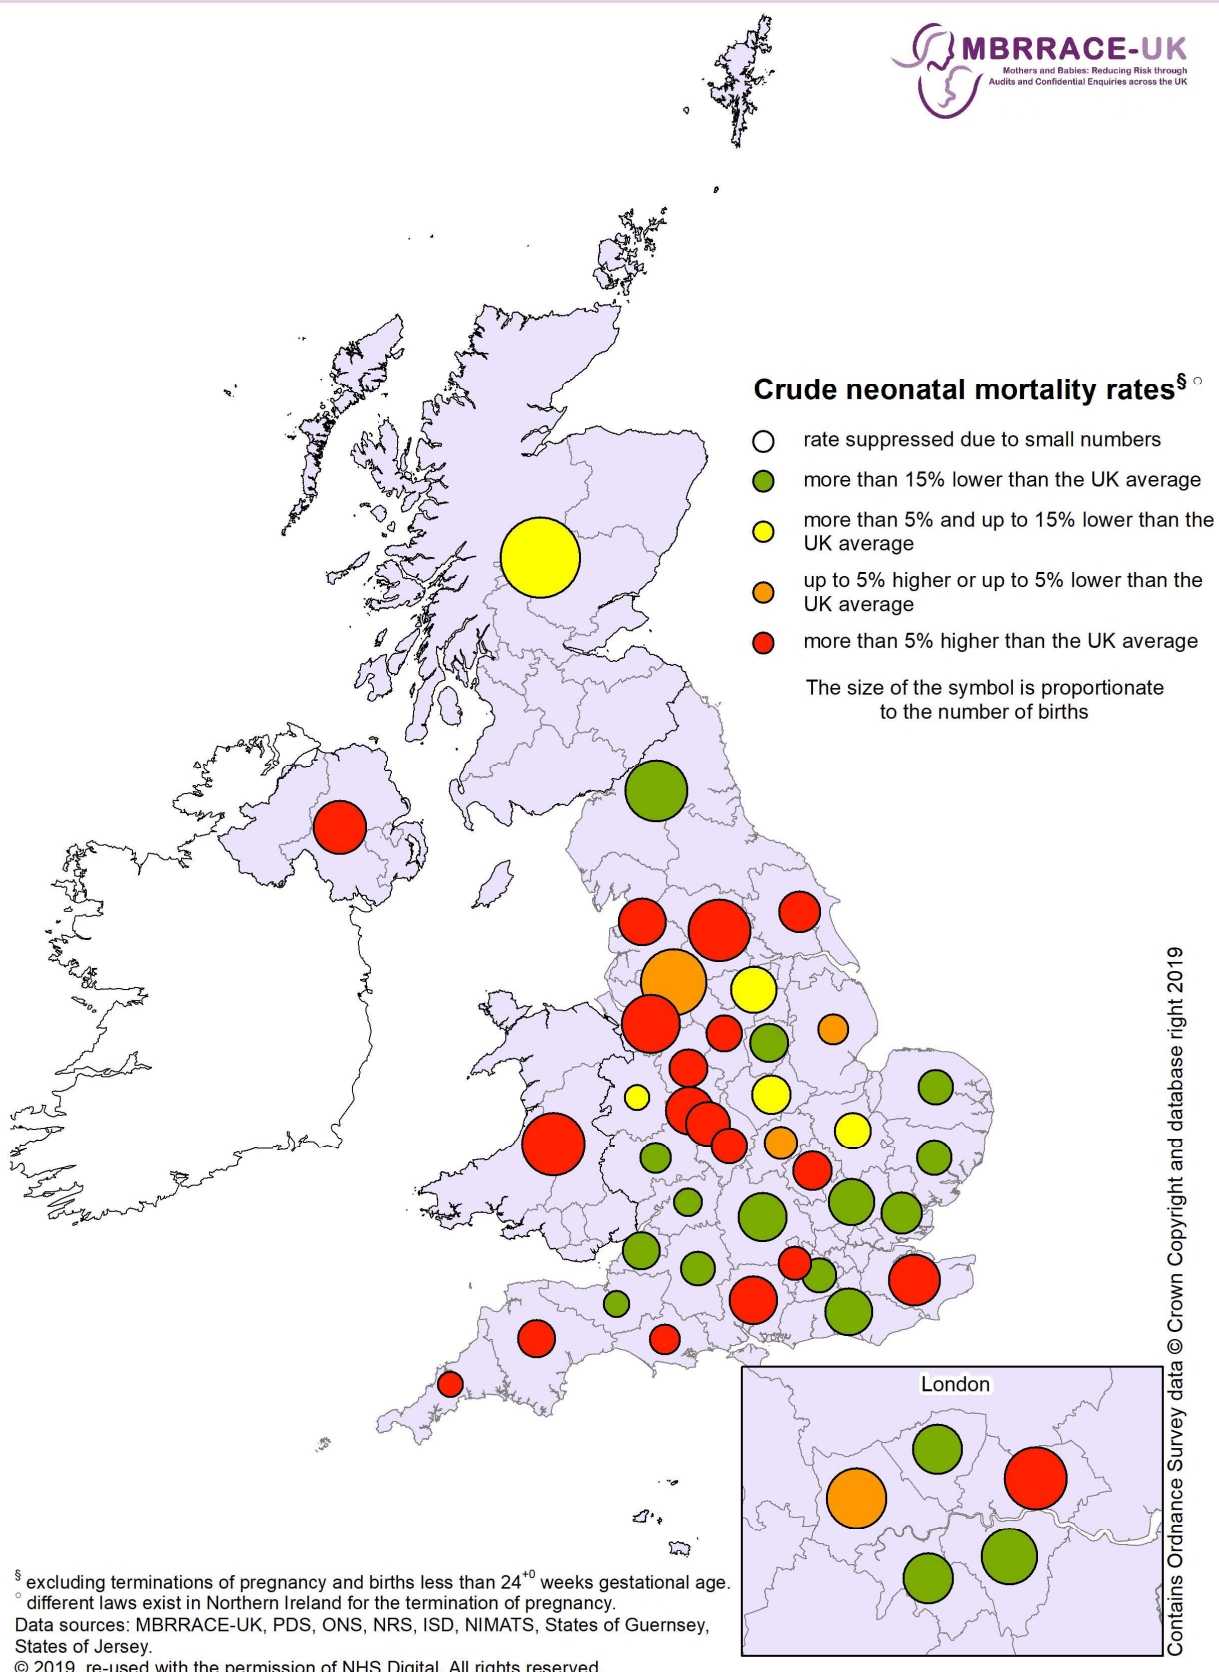 MBRRACE-UK
Mothers and Babies: Reducing Risk through
Audits and Confidential Enquiries across the UK
Crude neonatal mortality rates§ ○
rate suppressed due to small numbers
more than 15% lower than the UK average
more than 5% and up to 15% lower than the
UK average
up to 5% higher or up to 5% lower than the
UK average
more than 5% higher than the UK average
The size of the symbol is proportionate
to the number of births
London
Contains Ordnance Survey data © Crown Copyright and database right 2019
§ excluding terminations of pregnancy and births less than 24+0 weeks gestational age.
○ different laws exist in Northern Ireland for the termination of pregnancy.
Data sources: MBRRACE-UK, PDS, ONS, NRS, ISD, NIMATS, States of Guernsey,
States of Jersey.
© 2019, re-used with the permission of NHS Digital. All rights reserved.